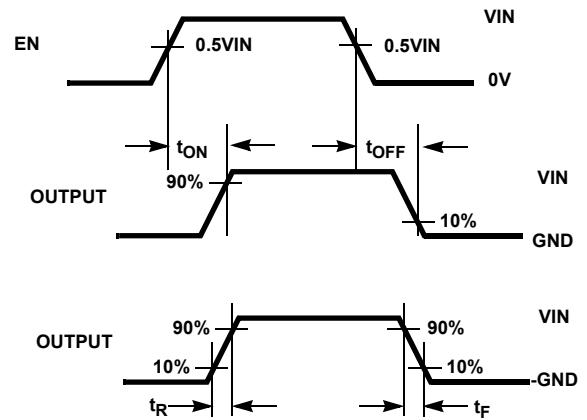 VIN
EN
0.5VIN 0.5VIN
0V
tON tOFF
90% VIN
OUTPUT
10%
GND
VIN
90% 90%
OUTPUT
10% 10%
-GND
tR tF